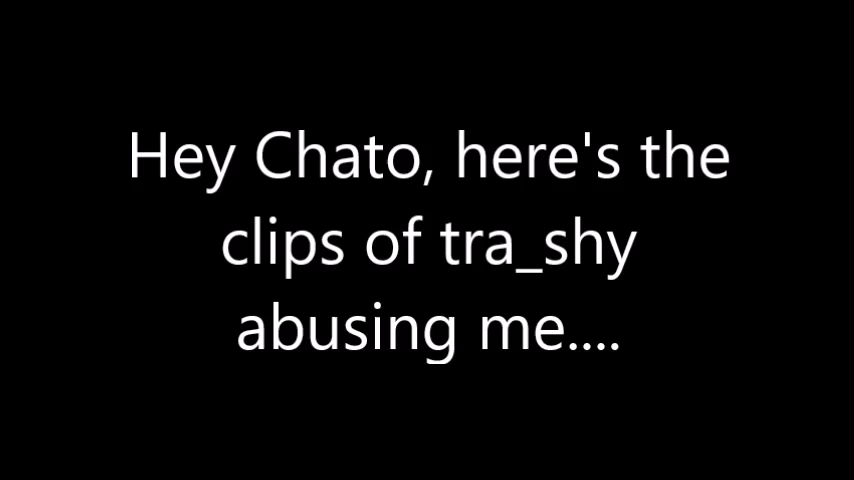 Hey Chato, here's the
clips of tra_shy
abusing me....